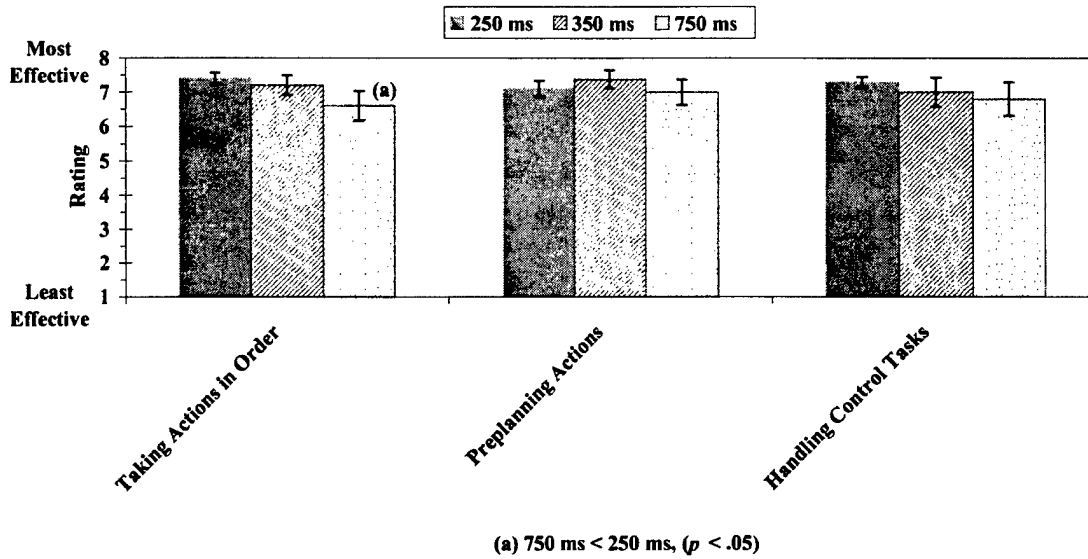 250 ms 350 ms 750 ms
Most
Effective
8
7
6
5
4
3
2
1
Rating
Least
Effective
(a)
Taking Actions in Order
Preplanning Actions
Handling Control Tasks
(a) 750 ms < 250 ms, (p < .05)